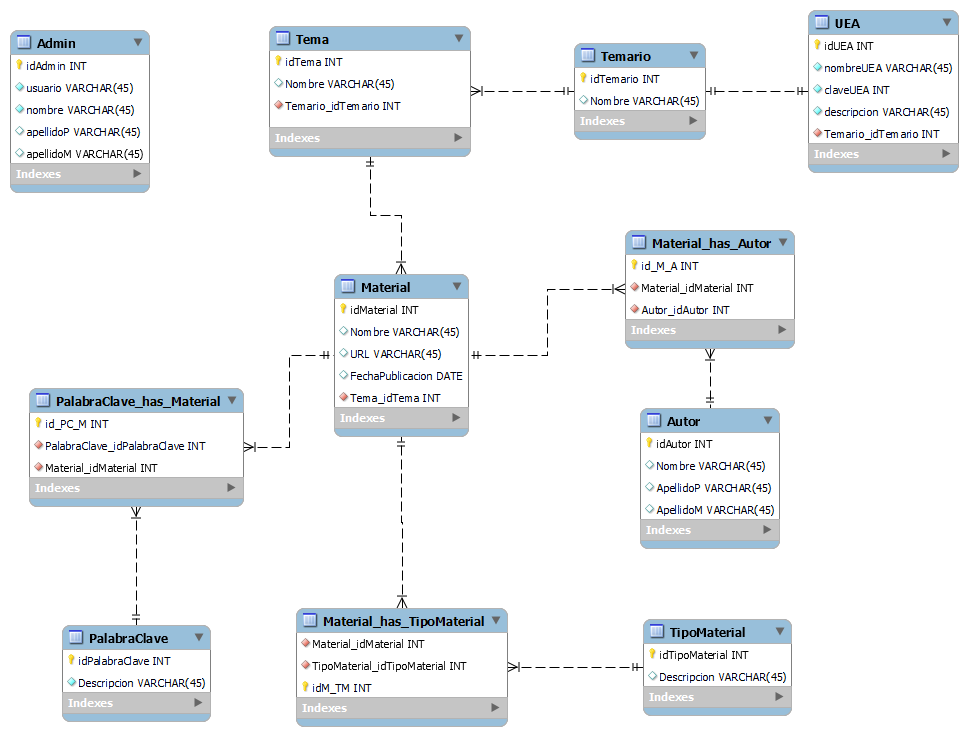 Admin
idAdmin INT
usuario VARCHAR(45)
nombre VARCHAR(45)
apellidoP VARCHAR(45)
apellidoM VARCHAR(45)
Indexes
Tema
idTema INT
Nombre VARCHAR(45)
Temario_idTemario INT
Indexes
Temario
idTemario INT
Nombre VARCHAR(45)
Indexes
UEA
idUEA INT
nombreUEA VARCHAR(45)
claveUEA INT
descripcion VARCHAR(45)
Temario_idTemario INT
Indexes
Material
idMaterial INT
Nombre VARCHAR(45)
URL VARCHAR(45)
FechaPublicacion DATE
Tema_idTema INT
Indexes
Material_has_Autor
id_M_A INT
Material_idMaterial INT
Autor_idAutor INT
Indexes
PalabraClave_has_Material
id_PC_M INT
PalabraClave_idPalabraClave INT
Material_idMaterial INT
Indexes
Autor
idAutor INT
Nombre VARCHAR(45)
ApellidoP VARCHAR(45)
ApellidoM VARCHAR(45)
Indexes
PalabraClave
idPalabraClave INT
Descripcion VARCHAR(45)
Indexes
Material_has_TipoMaterial
Material_idMaterial INT
TipoMaterial_idTipoMaterial INT
idM_TM INT
Indexes
TipoMaterial
idTipoMaterial INT
Descripcion VARCHAR(45)
Indexes